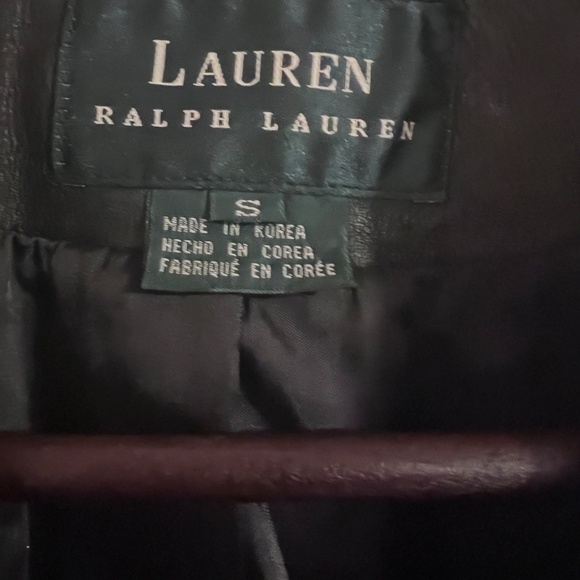 LAUREN
RALPH LAUREN
S
MADE IN KOREA
HECHO EN COREA
FABRIQUÉ EN CORÉE